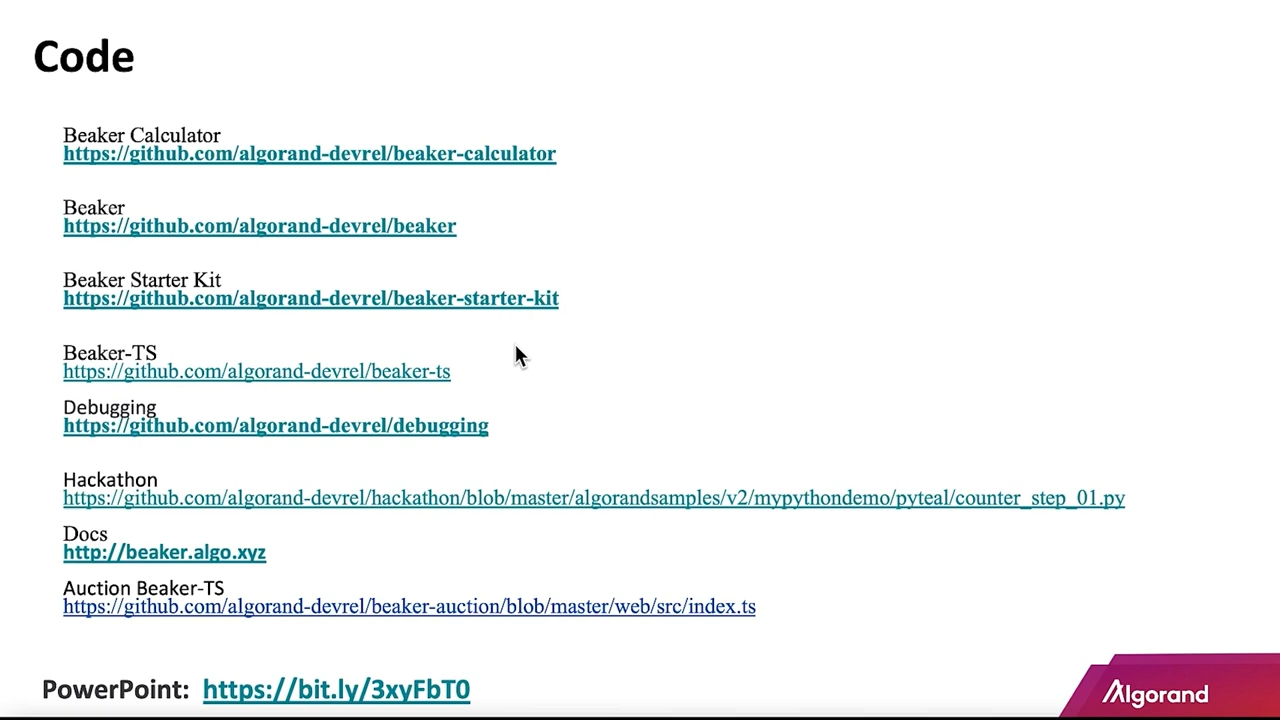 Code
Beaker Calculator
https://github.com/algorand-devrel/beaker-calculator
Beaker
https://github.com/algorand-devrel/beaker
Beaker Starter Kit
https://github.com/algorand-devrel/beaker-starter-kit
Beaker-TS
https://github.com/algorand-devrel/beaker-ts
Debugging
https://github.com/algorand-devrel/debugging
Hackathon
https://github.com/algorand-devrel/hackathon/blob/master/algorandsamples/v2/mypythondemo/pyteal/counter_step_01.py
Docs
http://beaker.algo.xyz
Auction Beaker-TS
https://github.com/algorand-devrel/beaker-auction/blob/master/web/src/index.ts
PowerPoint: https://bit.ly/3xyFbT0
Algorand